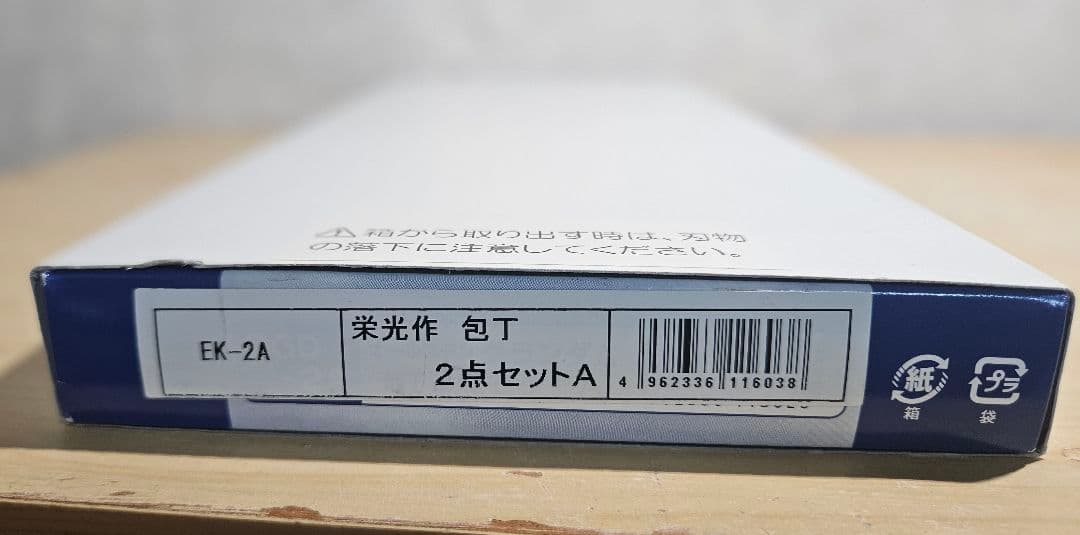 ⚠箱から取り出す時は、刃物
の落下に注意してください。
EK-2A
栄光作 包丁
2点セットA
4 962336 116038
紙
箱
プラ
袋